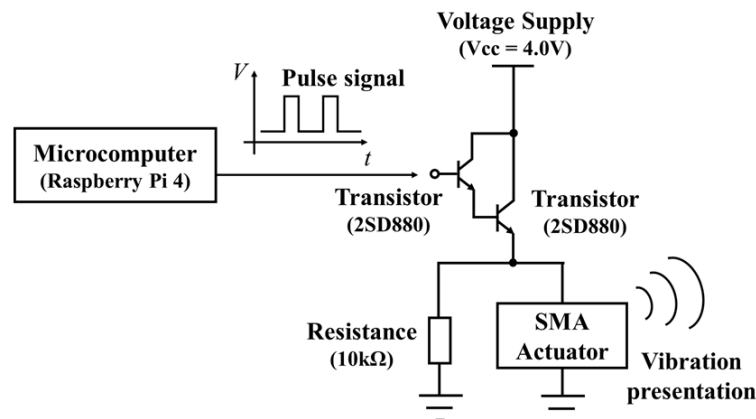 Voltage Supply
(Vcc = 4.0V)
V
Pulse signal
t
Microcomputer
(Raspberry Pi 4)
Transistor
(2SD880)
Transistor
(2SD880)
Resistance
(10kΩ)
SMA
Actuator
Vibration
presentation